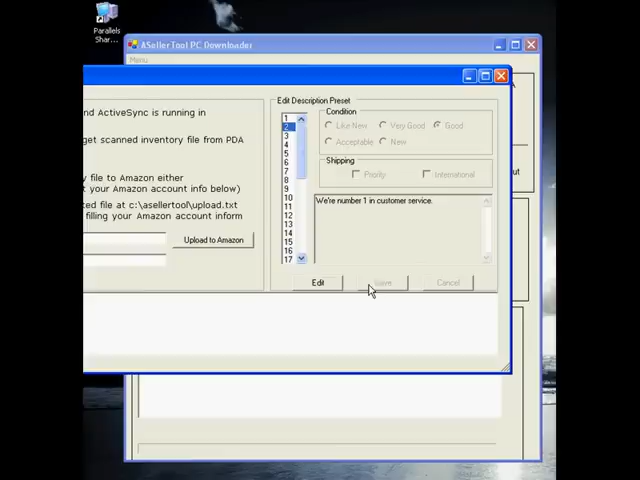 Parallels
Shar...
ASellerTool PC Downloader
Menu
nd ActiveSync is running in
get scanned inventory file from PDA
y file to Amazon either
t your Amazon account info below)
ted file at c:\asellertool\upload.txt
filling your Amazon account inform
Upload to Amazon
Edit Description Preset
1
2
3
4
5
6
7
8
9
10
11
12
13
14
15
16
17
Condition
Like New
Very Good
Good
Acceptable
New
Shipping
Priority
International
We're number 1 in customer service.
Edit
Save
Cancel
ut